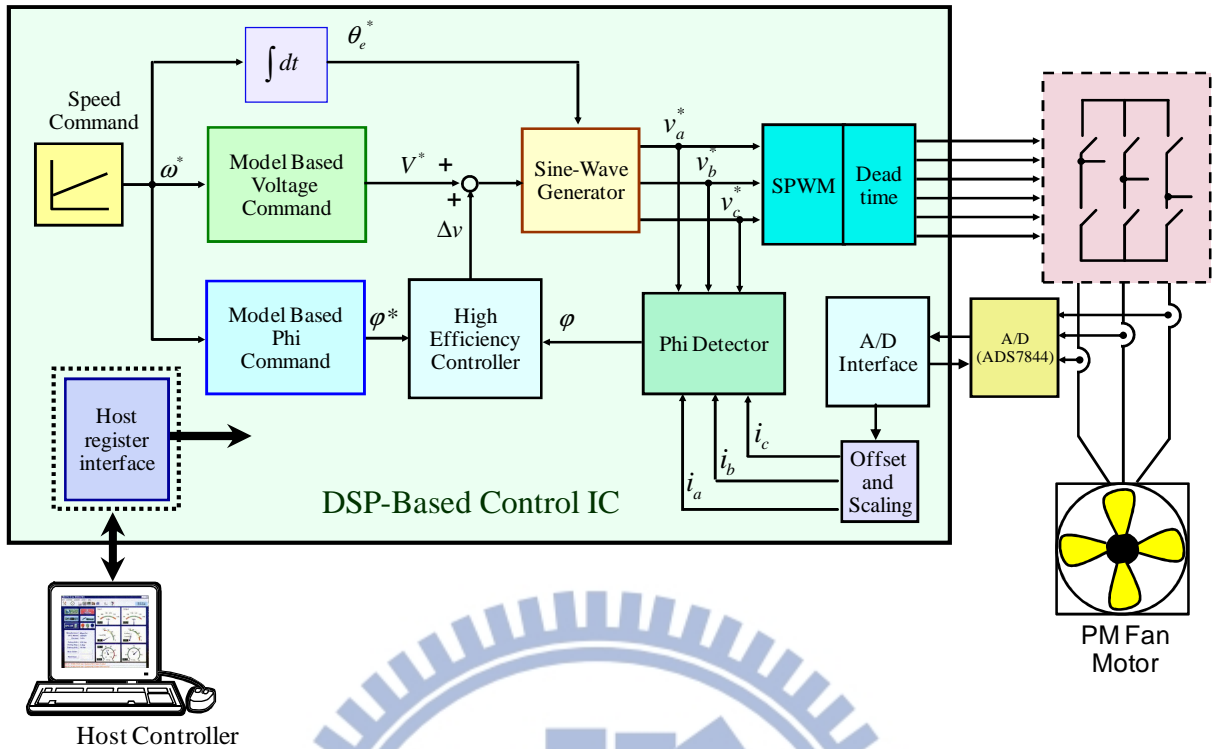 ∫ dt
θe*
Speed
Command
ω*
Model Based
Voltage
Command
V*
+
+
Δv
Sine-Wave
Generator
va*
vb*
vc*
SPWM
Dead
time
Model Based
Phi
Command
φ*
High
Efficiency
Controller
φ
Phi Detector
A/D
Interface
A/D
(ADS7844)
Host
register
interface
ic
ib
ia
Offset
and
Scaling
DSP-Based Control IC
PM Fan
Motor
Host Controller